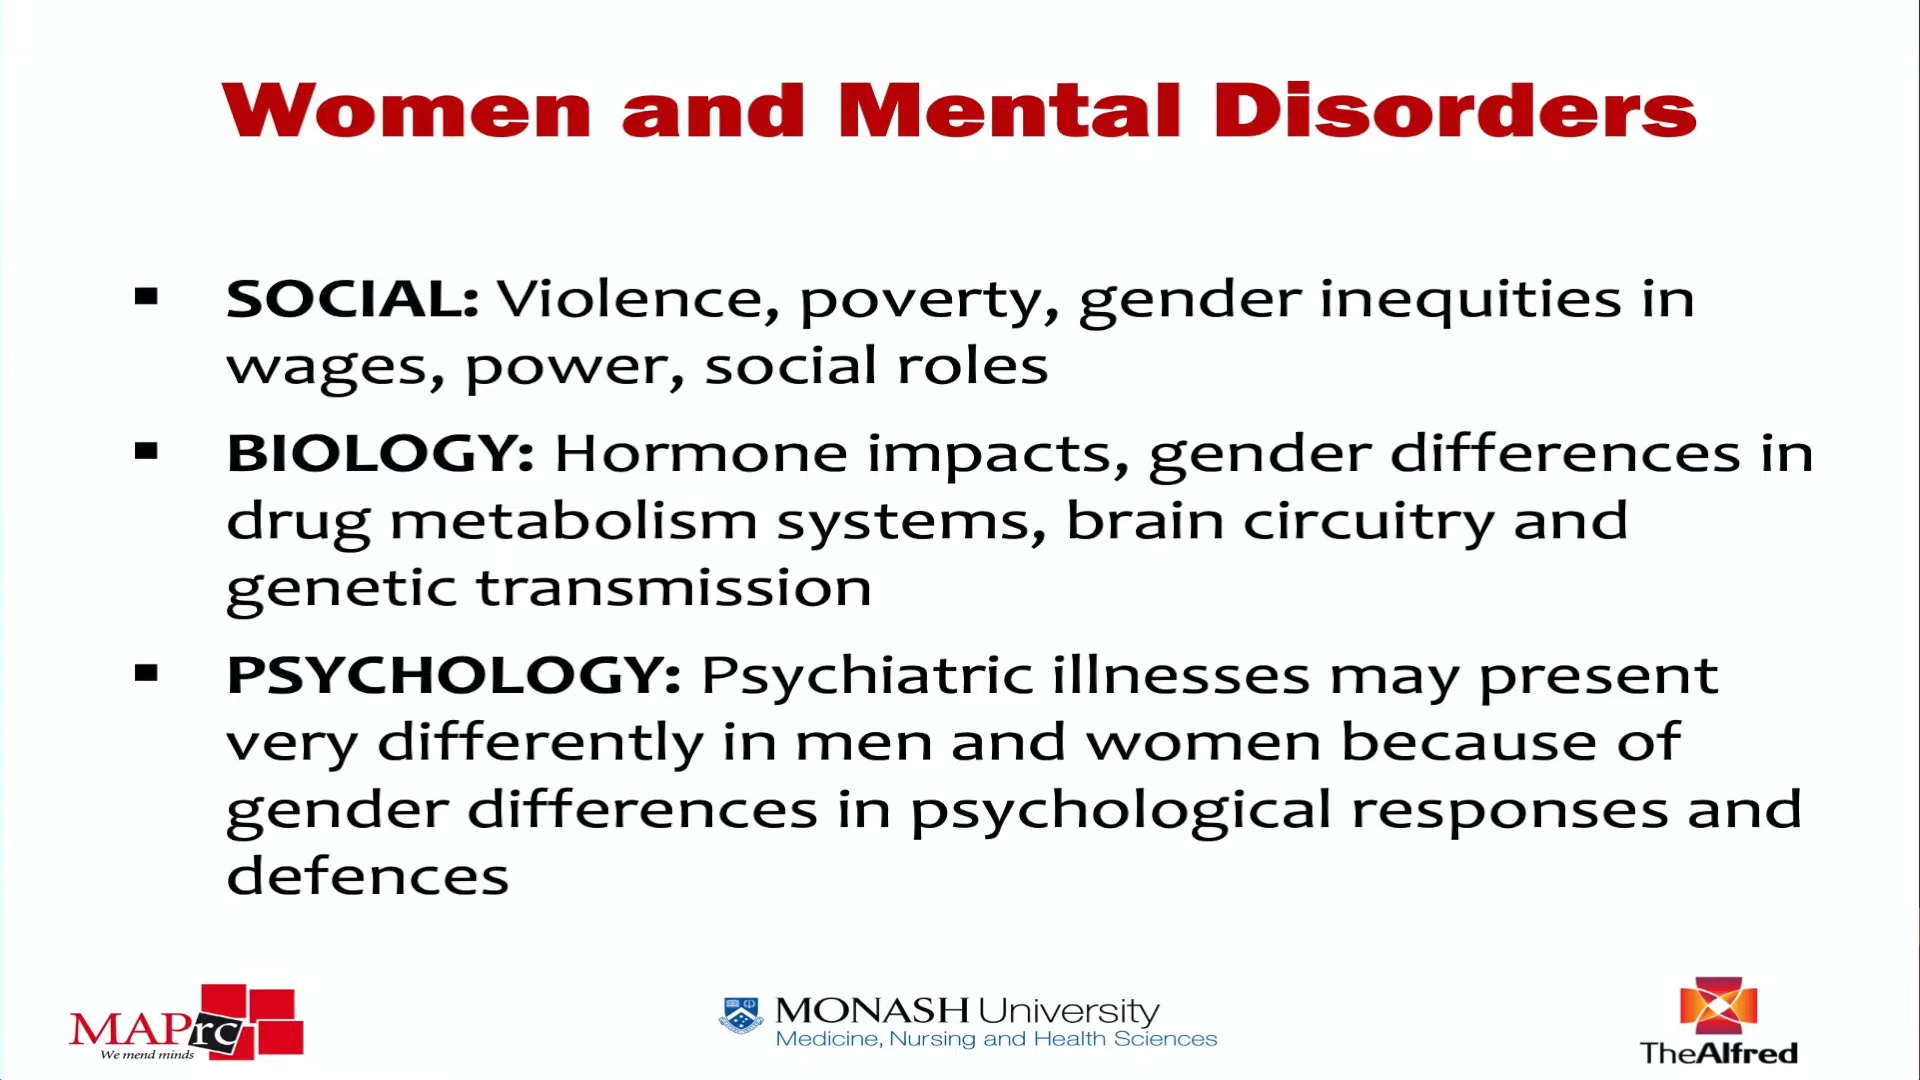 Women and Mental Disorders
▪ SOCIAL: Violence, poverty, gender inequities in
wages, power, social roles
▪ BIOLOGY: Hormone impacts, gender differences in
drug metabolism systems, brain circuitry and
genetic transmission
▪ PSYCHOLOGY: Psychiatric illnesses may present
very differently in men and women because of
gender differences in psychological responses and
defences
MAPrc
We mend minds
MONASH University
Medicine, Nursing and Health Sciences
TheAlfred